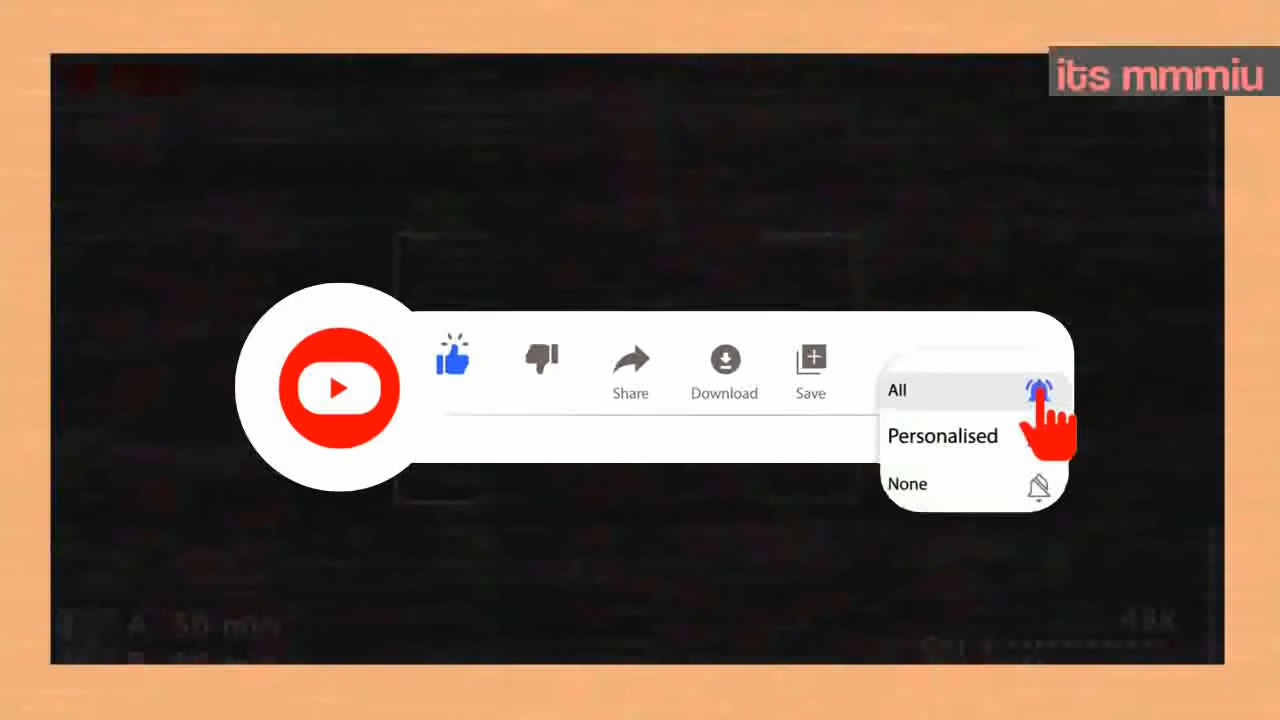 its mmmiu
Share
Download
Save
All
Personalised
None